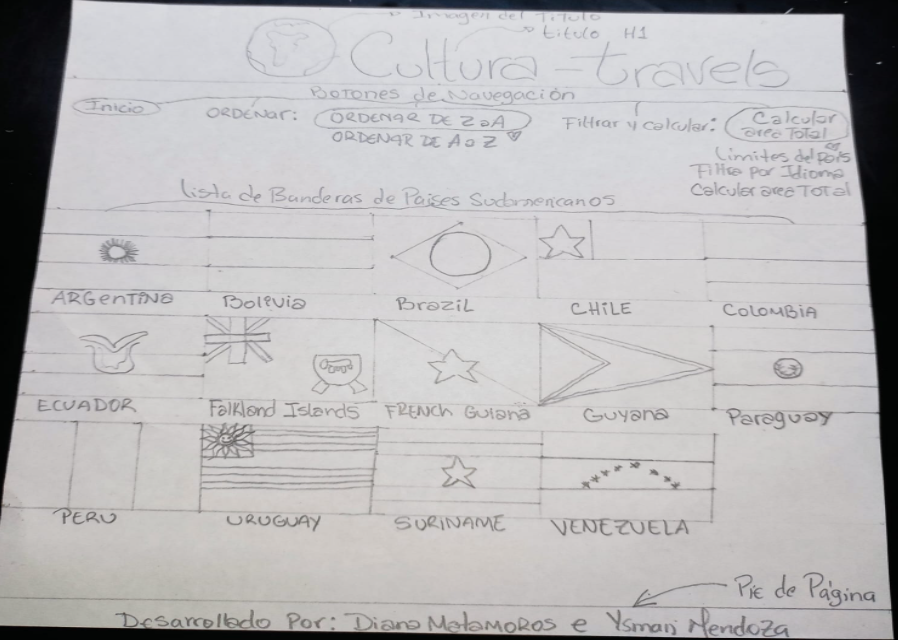 Imagen del Titulo
titulo H1
Cultura-travels
Botones de Navegación
Inicio
ORDENAR: ORDENAR DE Z a A
ORDENAR DE A a Z
Filtrar y calcular: Calcular area Total
Limites del País
Filtra por Idioma
Calcular area TOTAL
Lista de Banderas de Países Sudamericanos
ARGENTINA Bolivia Brazil CHILE COLOMBIA
ECUADOR Falkland Islands FRENCH Guiana Guyana Paraguay
PERU URUGUAY SURINAME VENEZUELA
Pie de Página
Desarrollado Por: Diana Matamoros e Ysmari Mendoza